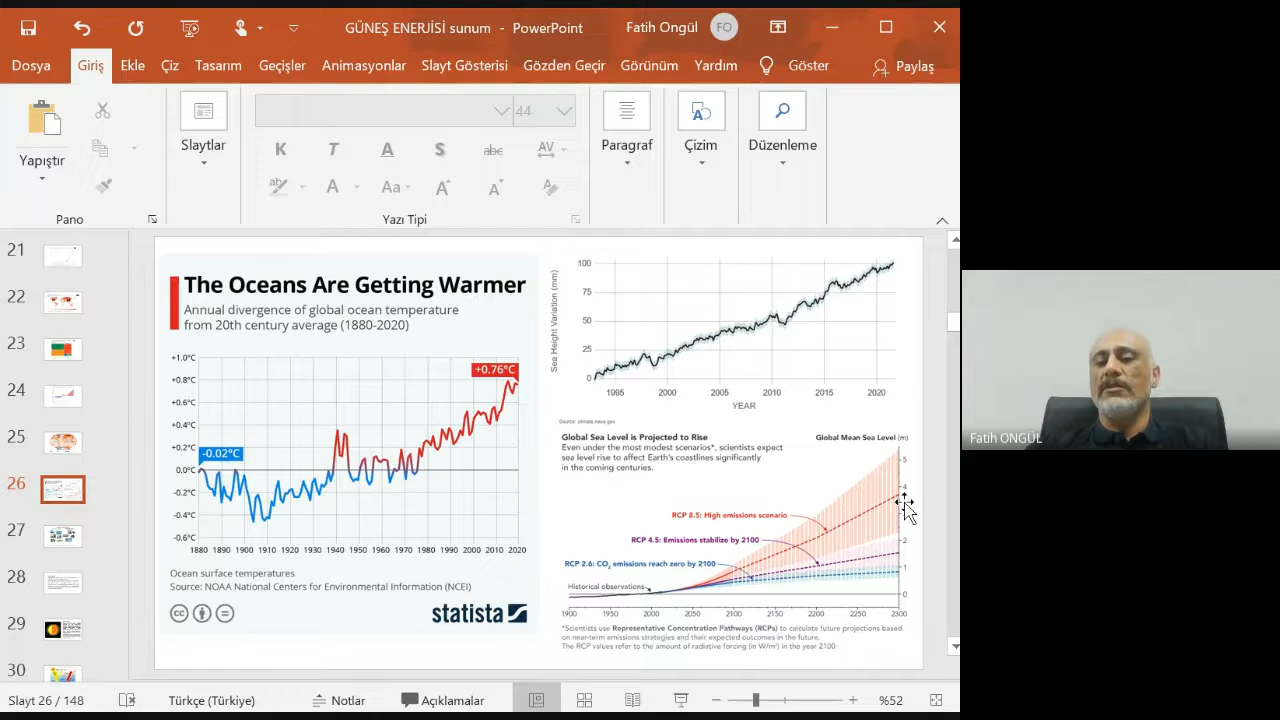 GÜNEŞ ENERJİSİ sunum - PowerPoint
Fatih Ongül
FO
Dosya
Giriş
Ekle
Çiz
Tasarım
Geçişler
Animasyonlar
Slayt Gösterisi
Gözden Geçir
Görünüm
Yardım
Göster
Paylaş
Yapıştır
Slaytlar
44
K
T
A
S
abc
AV
ab
A
Aa
A
A
A
Paragraf
Çizim
Düzenleme
Pano
Yazı Tipi
21
22
23
24
25
26
27
28
29
30
The Oceans Are Getting Warmer
Annual divergence of global ocean temperature
from 20th century average (1880-2020)
+1.0°C
+0.8°C
+0.6°C
+0.4°C
+0.2°C
0.0°C
-0.2°C
-0.4°C
-0.6°C
-0.02°C
+0.76°C
1880 1890 1900 1910 1920 1930 1940 1950 1960 1970 1980 1990 2000 2010 2020
Ocean surface temperatures
Source: NOAA National Centers for Environmental Information (NCEI)
cc
statista
Sea Height Variation (mm)
100
75
50
25
0
1995 2000 2005 2010 2015 2020
YEAR
Source: climate.nasa.gov
Global Sea Level is Projected to Rise
Even under the most modest scenarios*, scientists expect
sea level rise to affect Earth's coastlines significantly
in the coming centuries.
Global Mean Sea Level (m)
5
4
2
1
0
RCP 8.5: High emissions scenario
RCP 4.5: Emissions stabilize by 2100
RCP 2.6: CO₂ emissions reach zero by 2100
Historical observations
1900 1950 2000 2050 2100 2150 2200 2250 2300
*Scientists use Representative Concentration Pathways (RCPs) to calculate future projections based
on near-term emissions strategies and their expected outcomes in the future.
The RCP values refer to the amount of radiative forcing (in W/m²) in the year 2100.
Fatih ONGÜL
Slayt 26 / 148
Türkçe (Türkiye)
Notlar
Açıklamalar
%52